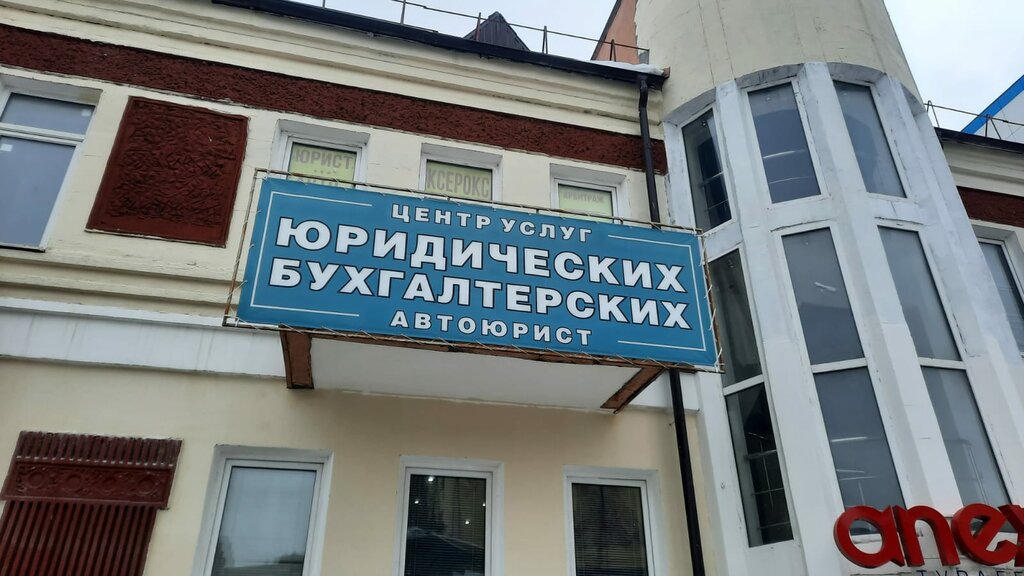 ЮРИСТ
КСЕРОКС
АРБИТРАЖ
ЦЕНТР УСЛУГ
ЮРИДИЧЕСКИХ
БУХГАЛТЕРСКИХ
АВТОЮРИСТ
anex